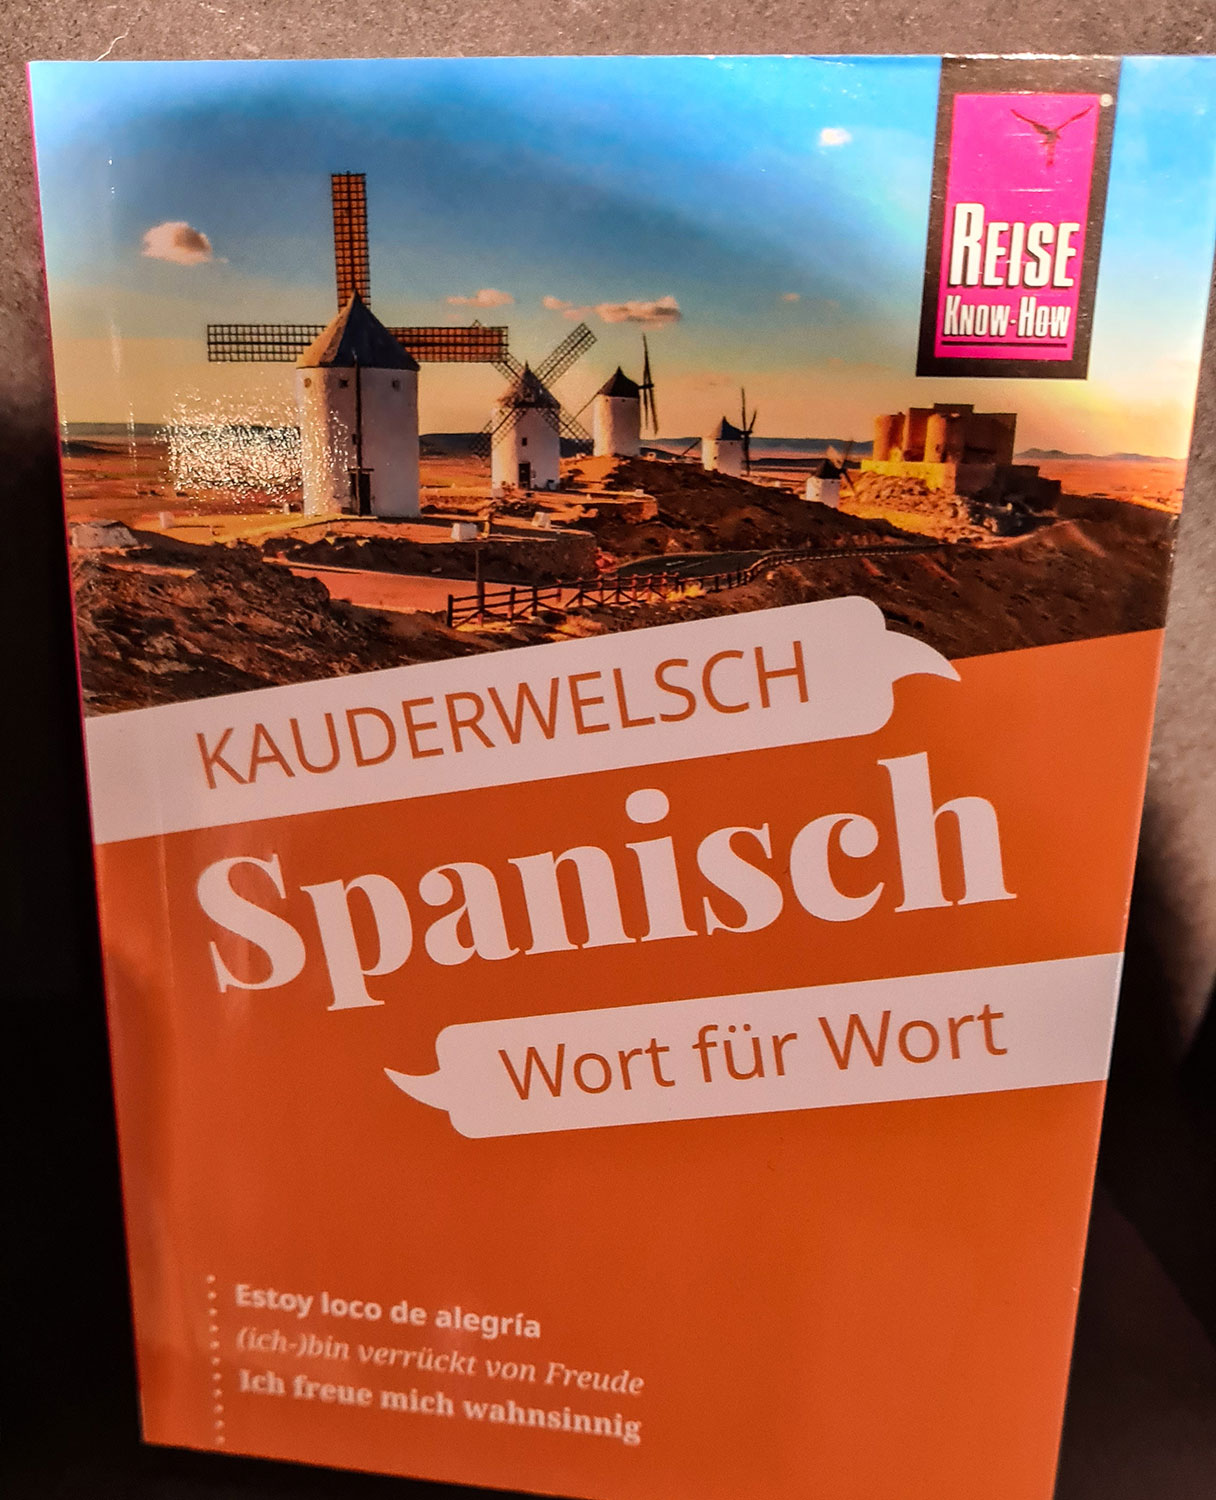 REISE
KNOW-HOW
KAUDERWELSCH
Spanisch
Wort für Wort
Estoy loco de alegría
(ich-)bin verrückt von Freude
Ich freue mich wahnsinnig